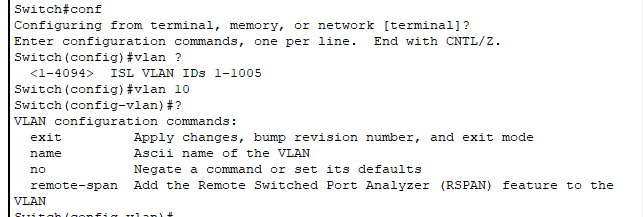 Switch#conf
Configuring from terminal, memory, or network [terminal]?
Enter configuration commands, one per line.  End with CNTL/Z.
Switch(config)#vlan ?
  <1-4094>  ISL VLAN IDs 1-1005
Switch(config)#vlan 10
Switch(config-vlan)#?
VLAN configuration commands:
  exit         Apply changes, bump revision number, and exit mode
  name         Ascii name of the VLAN
  no           Negate a command or set its defaults
  remote-span  Add the Remote Switched Port Analyzer (RSPAN) feature to the
VLAN
Switch(config-vlan)#